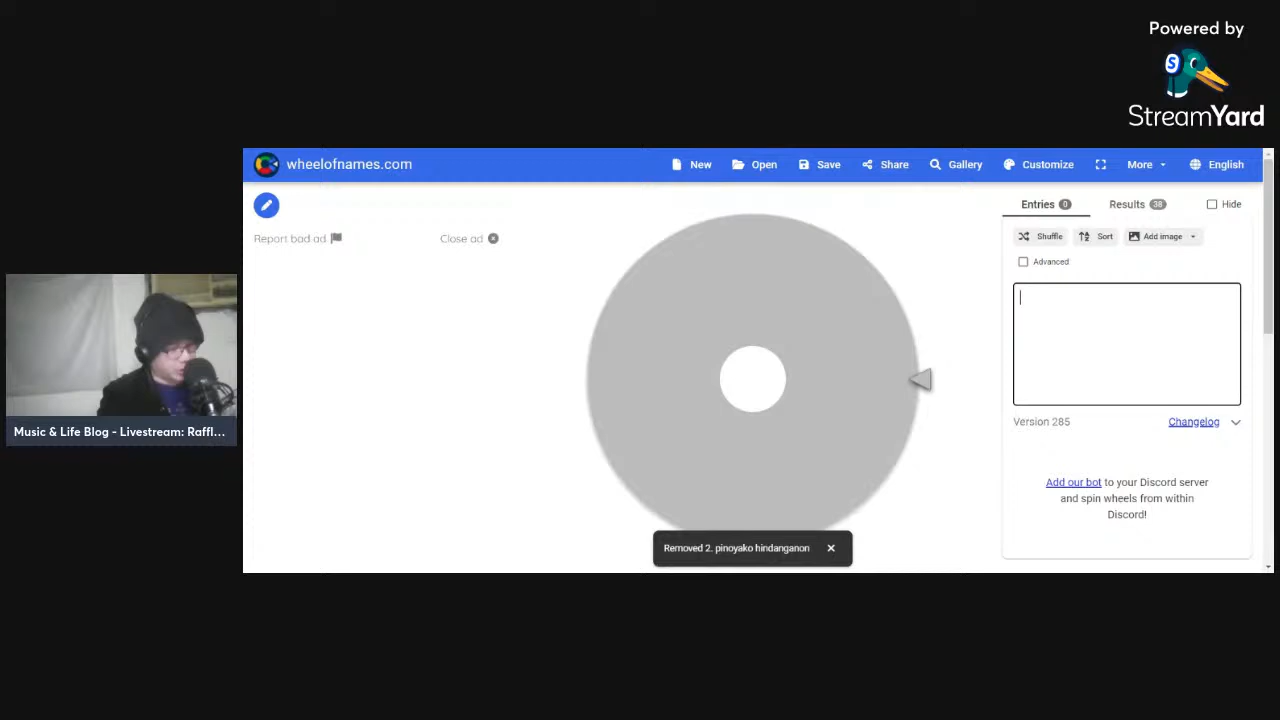 Powered by
S
StreamYard
wheelofnames.com
New
Open
Save
Share
Gallery
Customize
More
English
Report bad ad
Close ad
Entries 0
Results 38
Hide
Shuffle
Sort
Add image
Advanced
Version 285
Changelog
Add our bot to your Discord server
and spin wheels from within
Discord!
Music & Life Blog - Livestream: Raffl...
Removed 2. pinoyako hindanganon